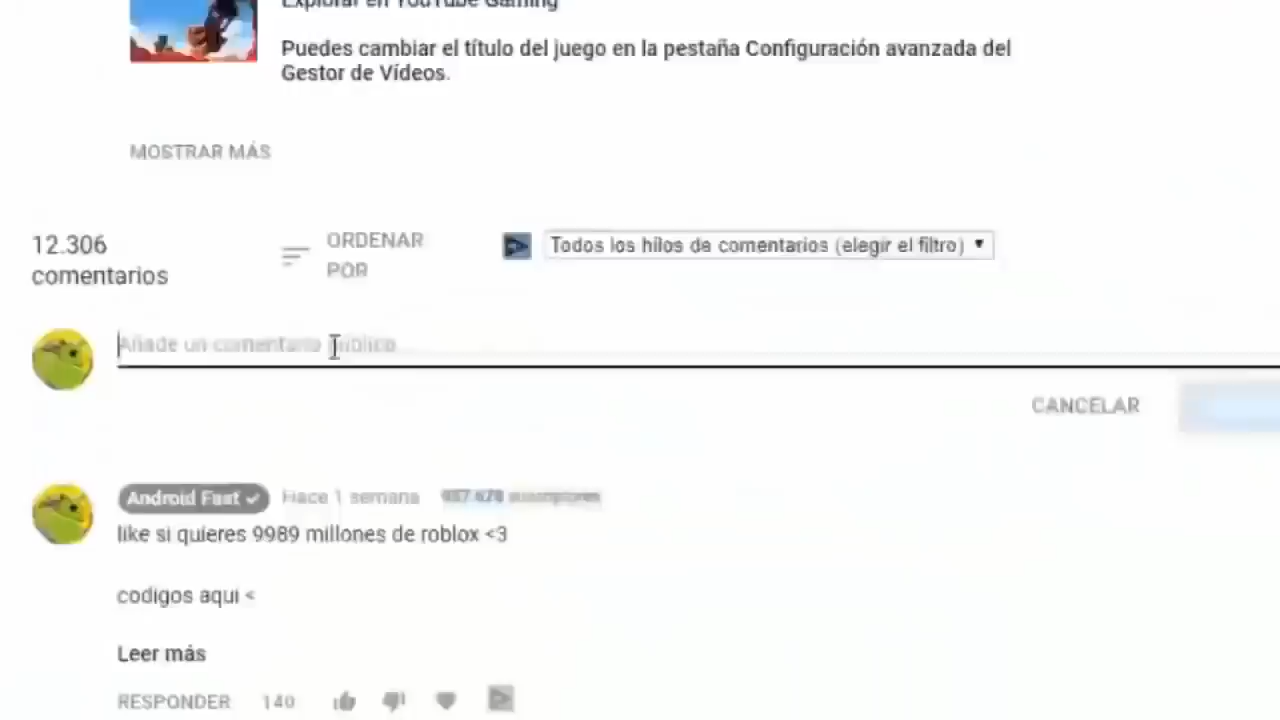 Explorar en YouTube Gaming
Puedes cambiar el título del juego en la pestaña Configuración avanzada del
Gestor de Vídeos.
MOSTRAR MÁS
12.306
comentarios
ORDENAR
POR
Todos los hilos de comentarios (elegir el filtro)
Añade un comentario público...
CANCELAR
Android Fast Hace 1 semana
like si quieres 9989 millones de roblox <3
codigos aqui <
Leer más
RESPONDER 140